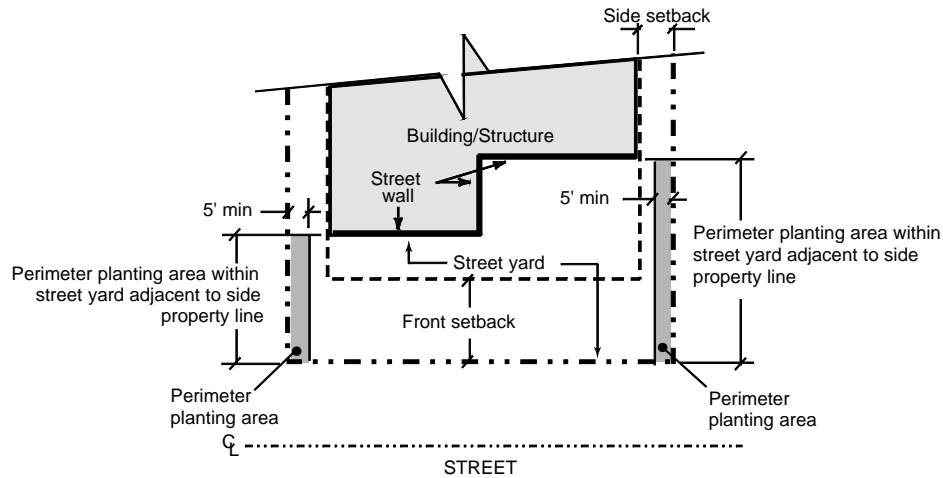 Side setback
Building/Structure
Street
wall
5' min
5' min
Perimeter planting area within
street yard adjacent to side
property line
Perimeter planting area within
street yard adjacent to side
property line
Street yard
Front setback
Perimeter
planting area
Perimeter
planting area
CL
STREET